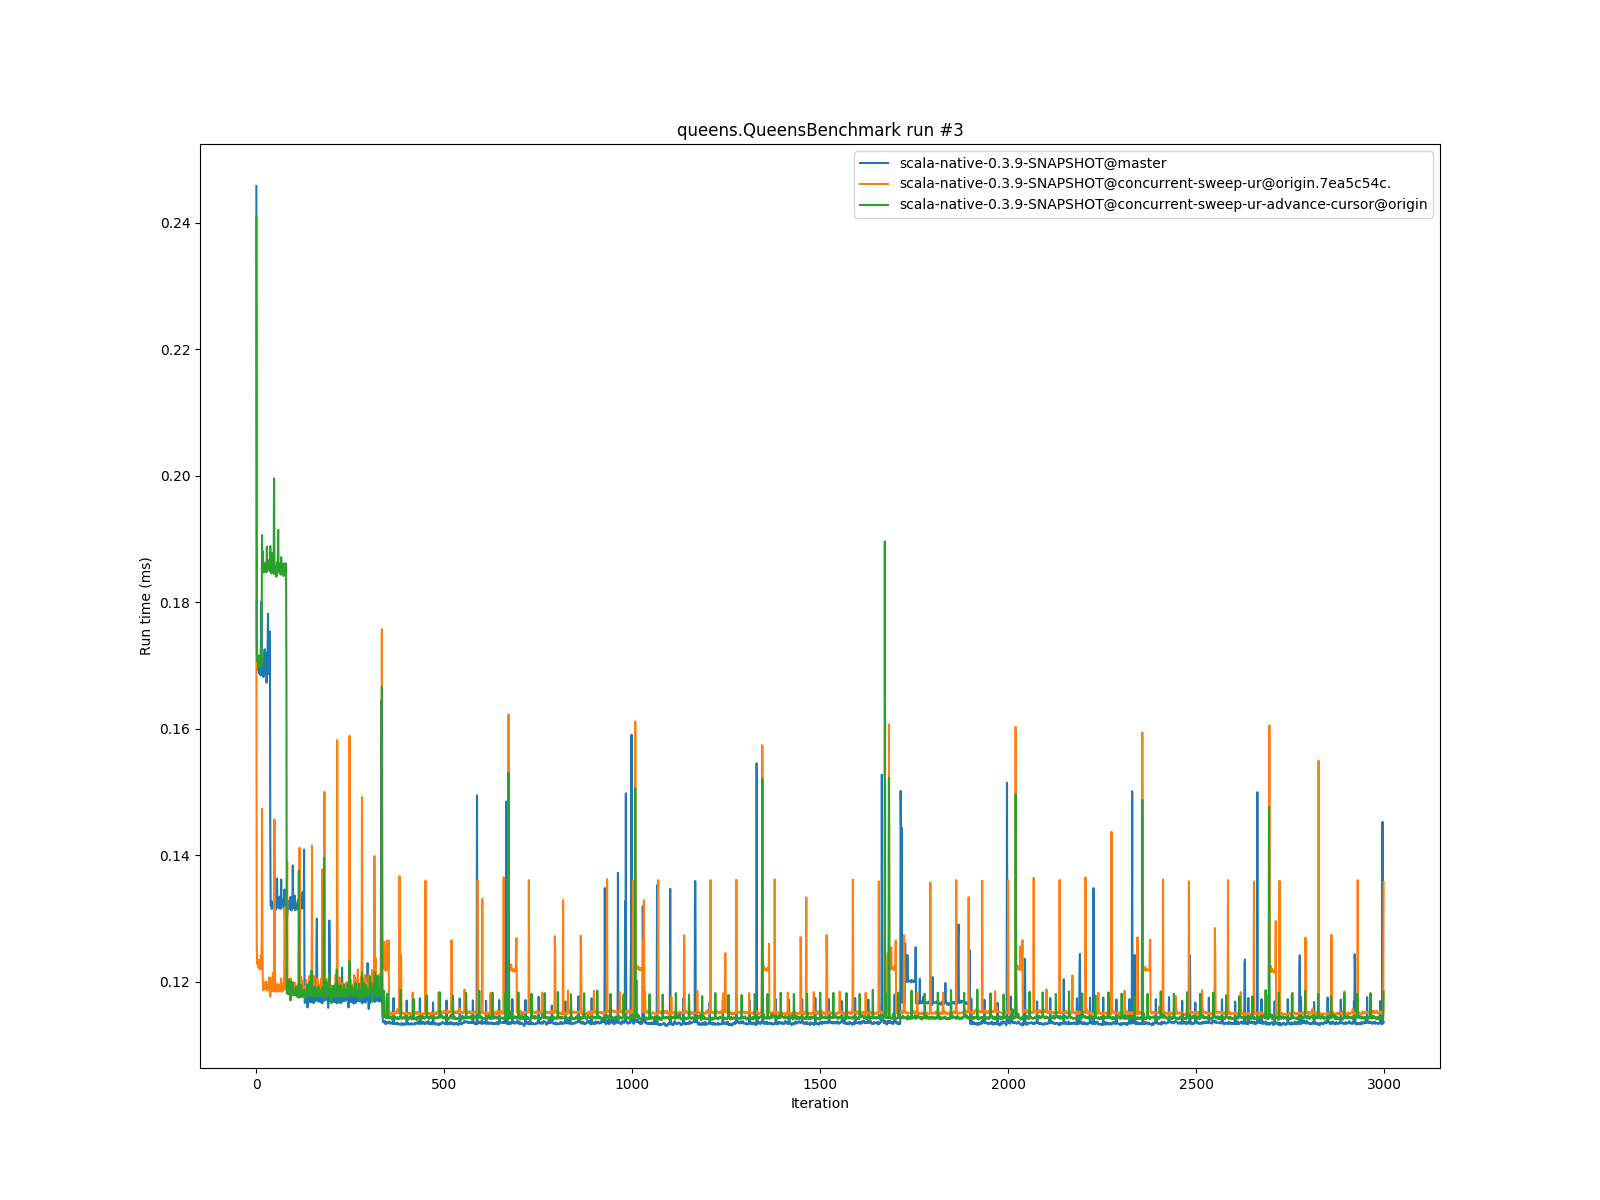 queens.QueensBenchmark run #3
scala-native-0.3.9-SNAPSHOT@master
scala-native-0.3.9-SNAPSHOT@concurrent-sweep-ur@origin.7ea5c54c.
scala-native-0.3.9-SNAPSHOT@concurrent-sweep-ur-advance-cursor@origin
0.24
0.22
0.20
0.18
0.16
0.14
0.12
Run time (ms)
0 500 1000 1500 2000 2500 3000
Iteration